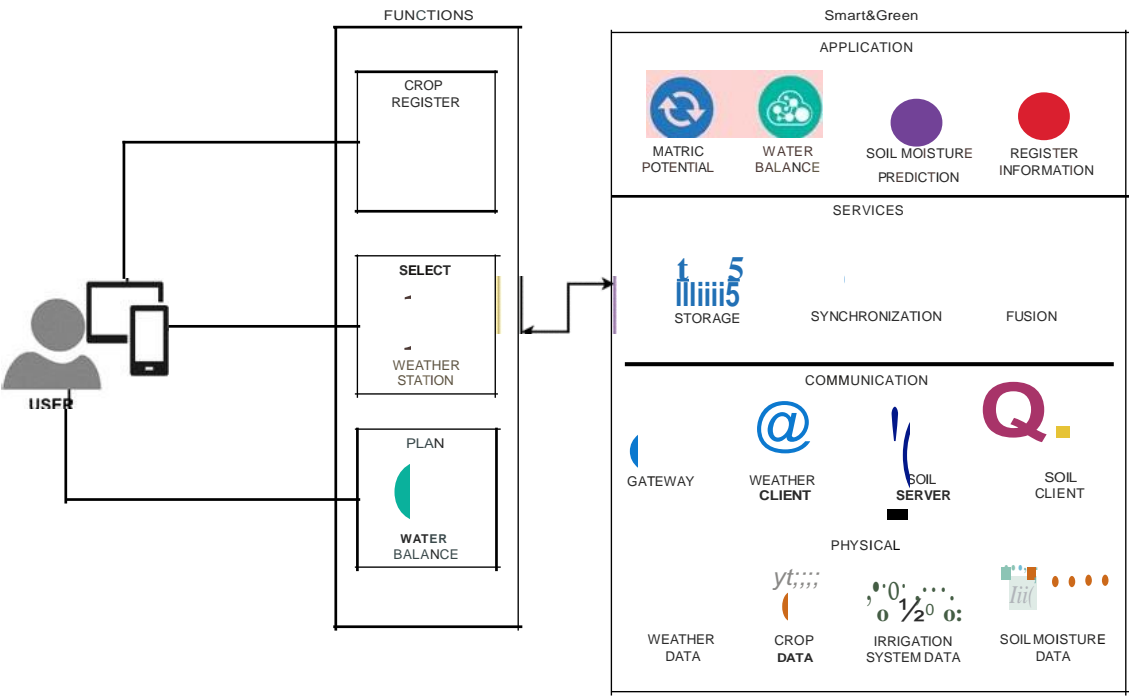 FUNCTIONS
Smart&Green
CROP
REGISTER
SELECT
WEATHER
STATION
PLAN
WATER
BALANCE
USER
APPLICATION
MATRIC
POTENTIAL
WATER
BALANCE
SOIL MOISTURE
PREDICTION
REGISTER
INFORMATION
SERVICES
t 5
STORAGE
SYNCHRONIZATION
FUSION
COMMUNICATION
@
Q
GATEWAY
WEATHER
CLIENT
SOIL
SERVER
SOIL
CLIENT
PHYSICAL
yt;;;;
WEATHER
DATA
CROP
DATA
IRRIGATION
SYSTEM DATA
SOIL MOISTURE
DATA